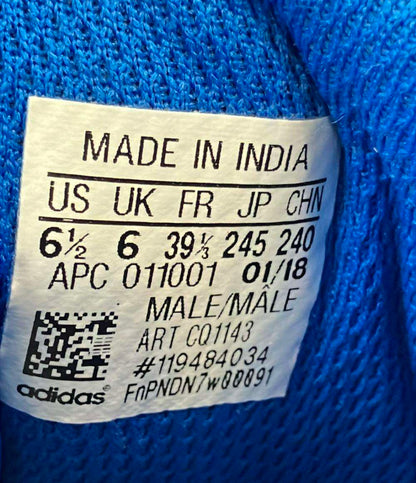 MADE IN INDIA
US UK FR JP CHN
6½ 6 39⅓ 245 240
APC 011001 01/18
MALE/MÂLE
ART CQ1143
#119484034
FnPNDN7w00091
adidas